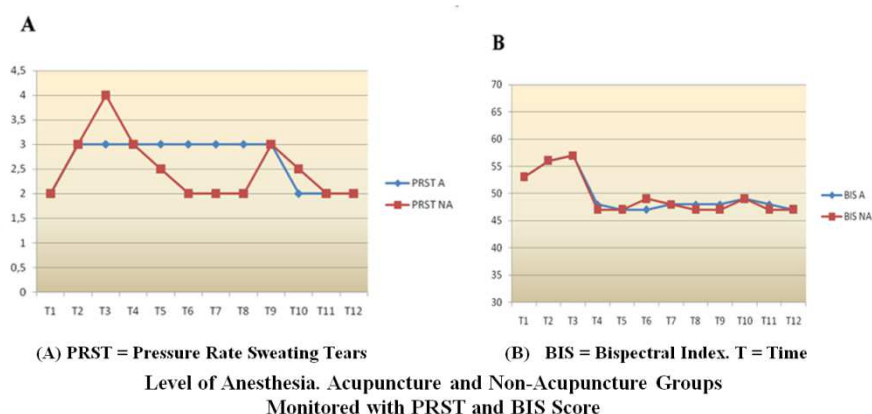 A
4,5
4
3,5
3
2,5
2
1,5
1
0,5
0
T1 T2 T3 T4 T5 T6 T7 T8 T9 T10 T11 T12
PRST A
PRST NA
(A) PRST = Pressure Rate Sweating Tears
B
70
65
60
55
50
45
40
35
30
T1 T2 T3 T4 T5 T6 T7 T8 T9 T10 T11 T12
BIS A
BIS NA
(B) BIS = Bispectral Index. T = Time
Level of Anesthesia. Acupuncture and Non-Acupuncture Groups
Monitored with PRST and BIS Score